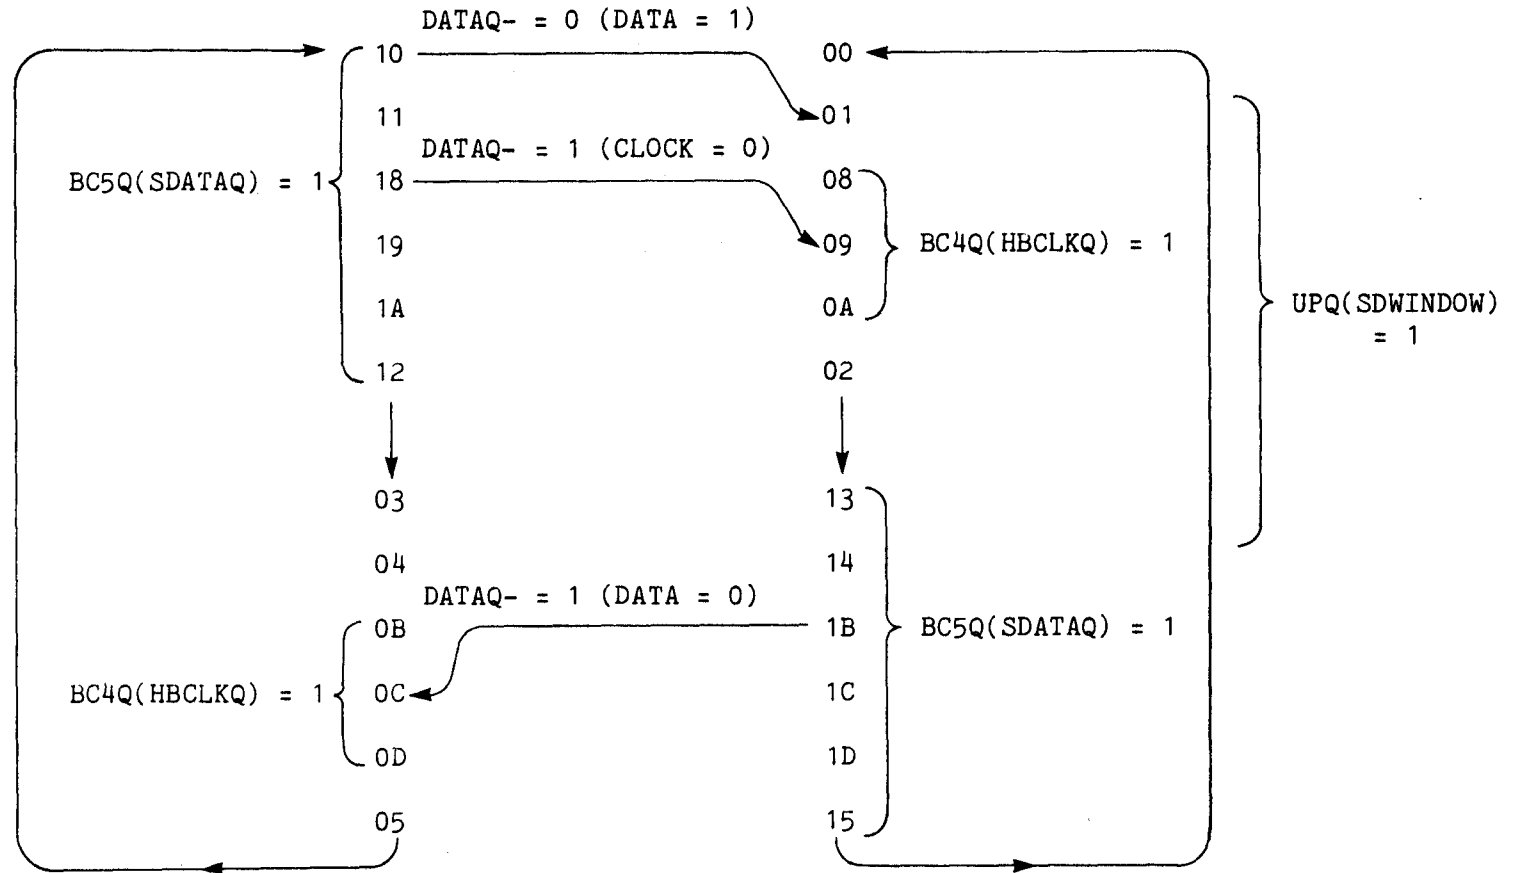 DATAQ- = 0 (DATA = 1)
10
00
11
01
DATAQ- = 1 (CLOCK = 0)
BC5Q(SDATAQ) = 1
18
08
19
09
BC4Q(HBCLKQ) = 1
1A
0A
UPQ(SDWINDOW)
= 1
12
02
03
13
04
14
DATAQ- = 1 (DATA = 0)
0B
1B
BC5Q(SDATAQ) = 1
BC4Q(HBCLKQ) = 1
0C
1C
0D
1D
05
15